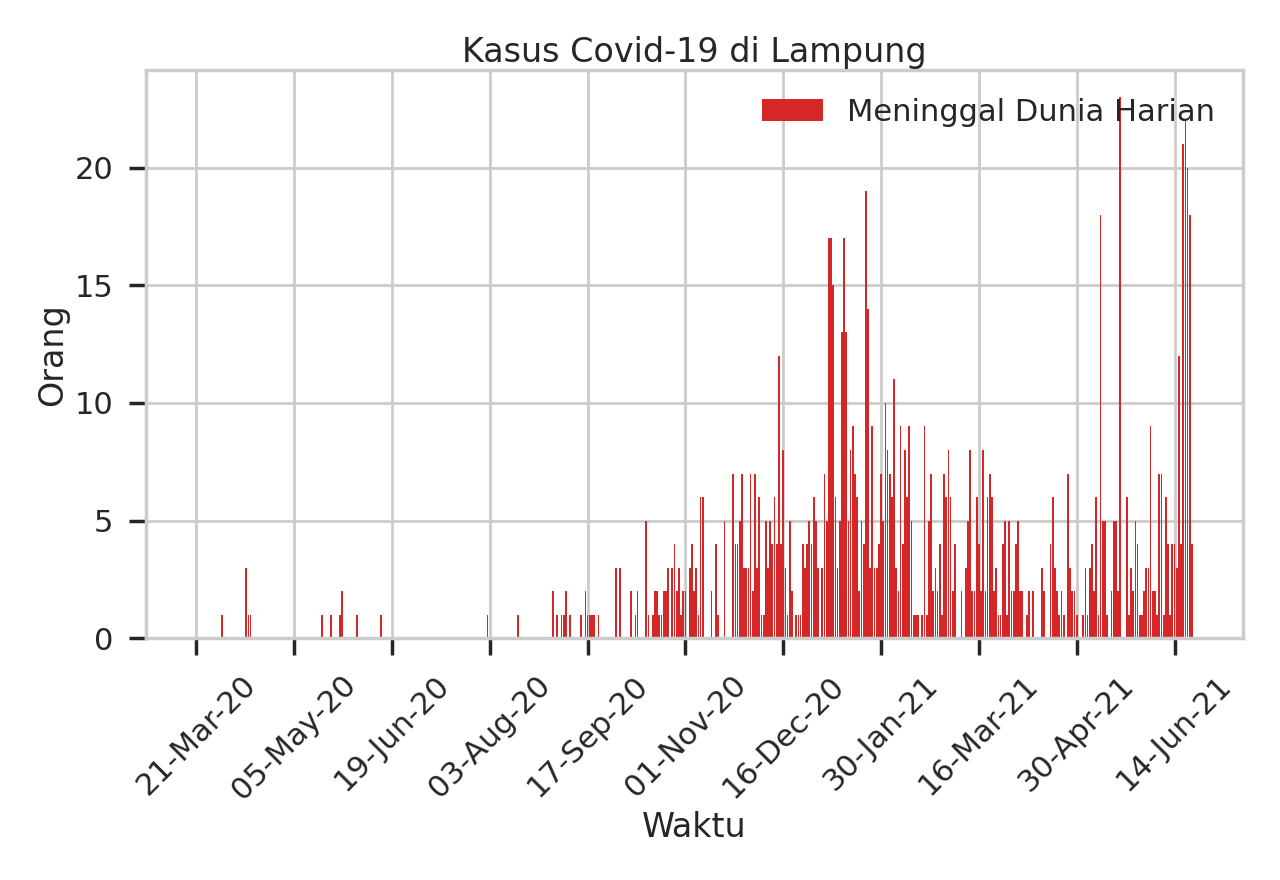 Kasus Covid-19 di Lampung
Meninggal Dunia Harian
Orang
20
15
10
5
0
21-Mar-20
05-May-20
19-Jun-20
03-Aug-20
17-Sep-20
01-Nov-20
16-Dec-20
30-Jan-21
16-Mar-21
30-Apr-21
14-Jun-21
Waktu